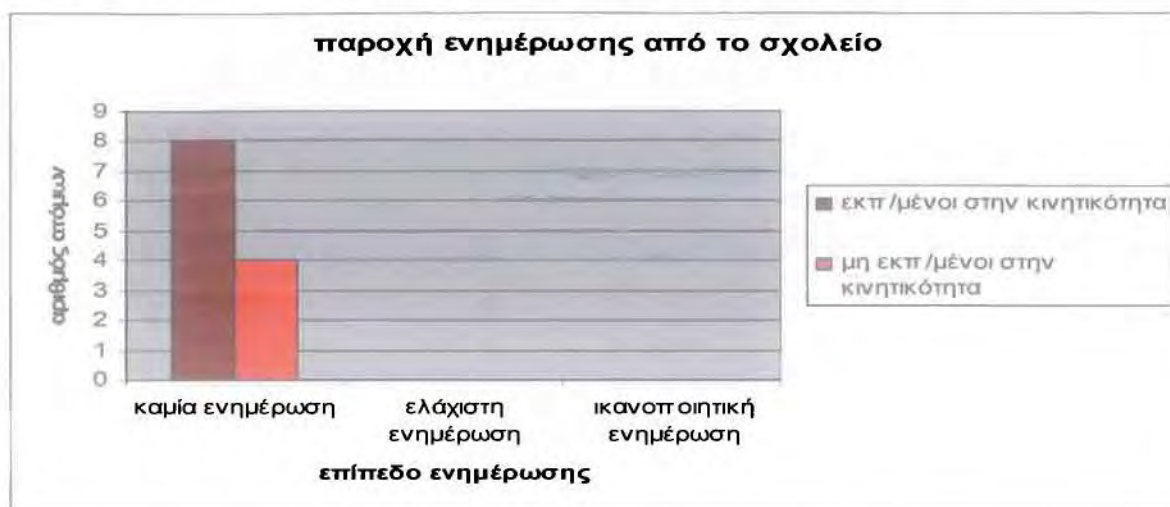 παροχή ενημέρωσης από το σχολείο
αριθμός ατόμων
9
8
7
6
5
4
3
2
1
0
καμία ενημέρωση
ελάχιστη
ενημέρωση
ικανοποιητική
ενημέρωση
επίπεδο ενημέρωσης
εκπ/μένοι στην κινητικότητα
μη εκπ/μένοι στην
κινητικότητα